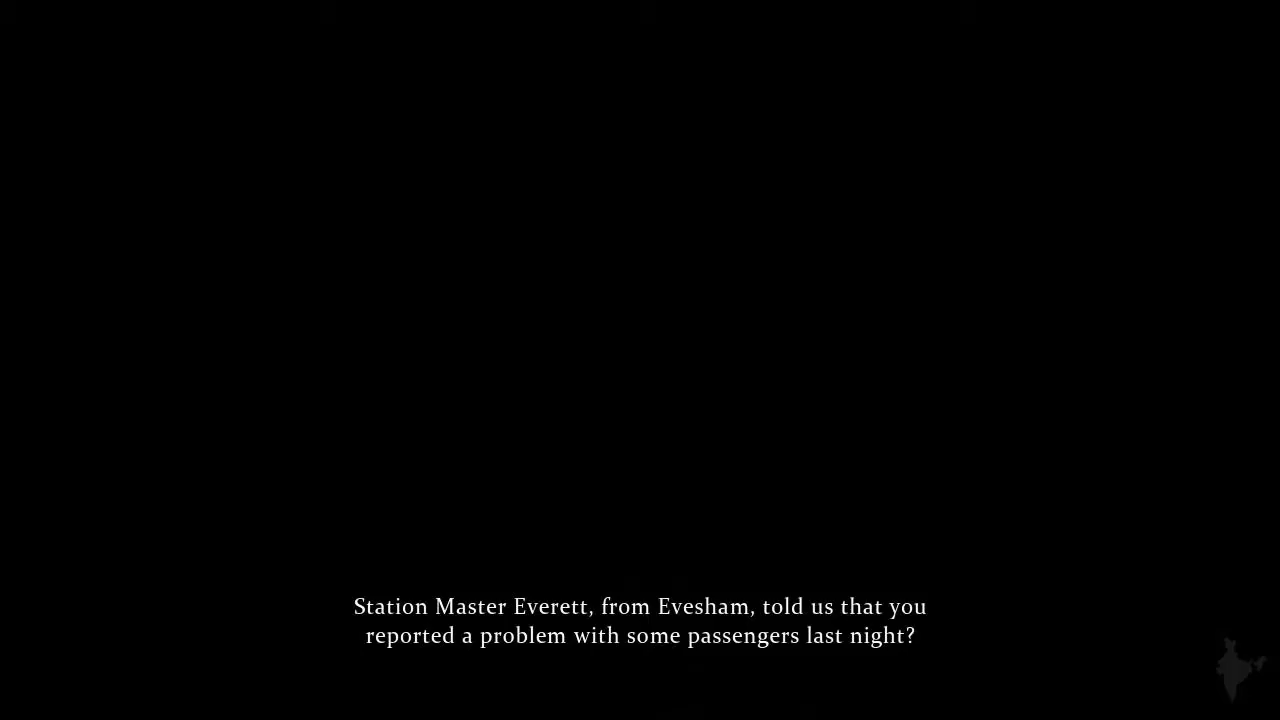 Station Master Everett, from Evesham, told us that you
reported a problem with some passengers last night?